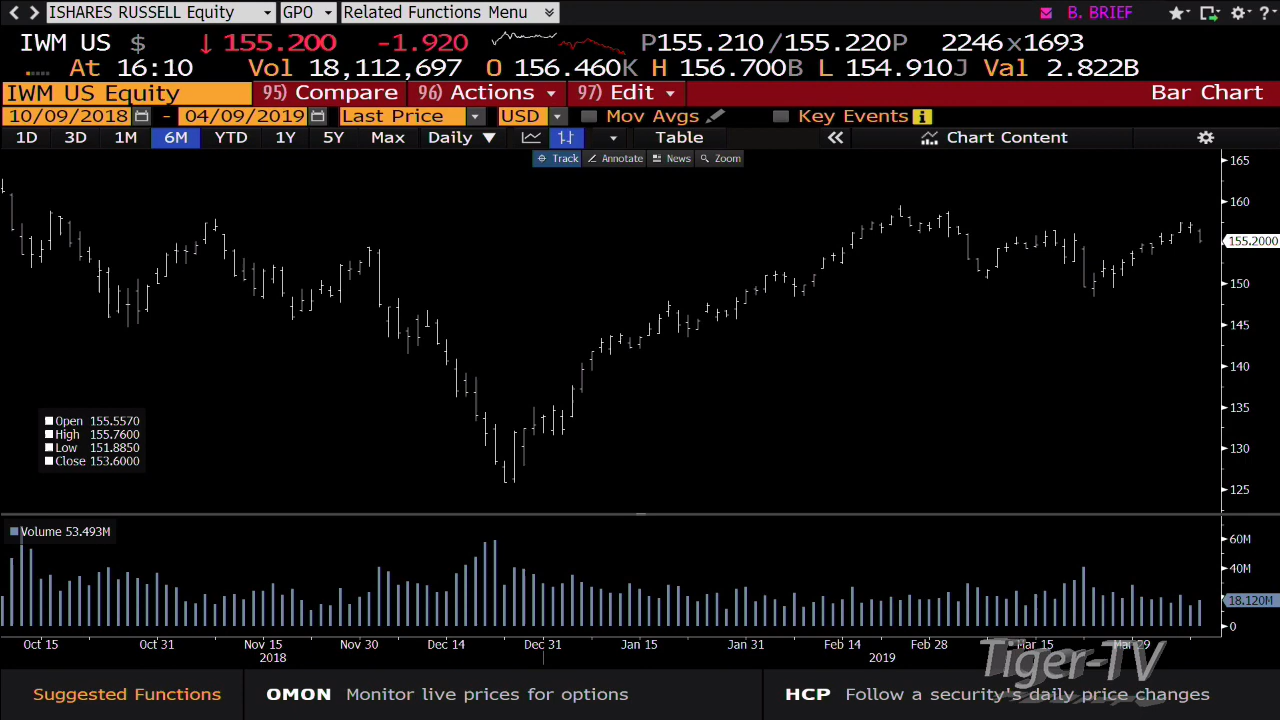 ISHARES RUSSELL Equity GPO Related Functions Menu B. BRIEF ?
IWM US $ ↓ 155.200 -1.920 P155.210 /155.220P 2246x1693
At 16:10 Vol 18,112,697 O 156.460K H 156.700B L 154.910J Val 2.822B
IWM US Equity 95) Compare 96) Actions 97) Edit Bar Chart
10/09/2018 - 04/09/2019 Last Price USD Mov Avgs Key Events i
1D 3D 1M 6M YTD 1Y 5Y Max Daily ▼ Table « Chart Content
Track Annotate News Zoom
165
160
155.2000
150
145
140
135
130
125
Open 155.5570
High 155.7600
Low 151.8850
Close 153.6000
Volume 53.493M
60M
40M
18.120M
0
Oct 15 Oct 31 Nov 15 Nov 30 Dec 14 Dec 31 Jan 15 Jan 31 Feb 14 Feb 28 Mar 15 Mar 29
2018 2019
Tiger-TV
Suggested Functions OMON Monitor live prices for options HCP Follow a security's daily price changes